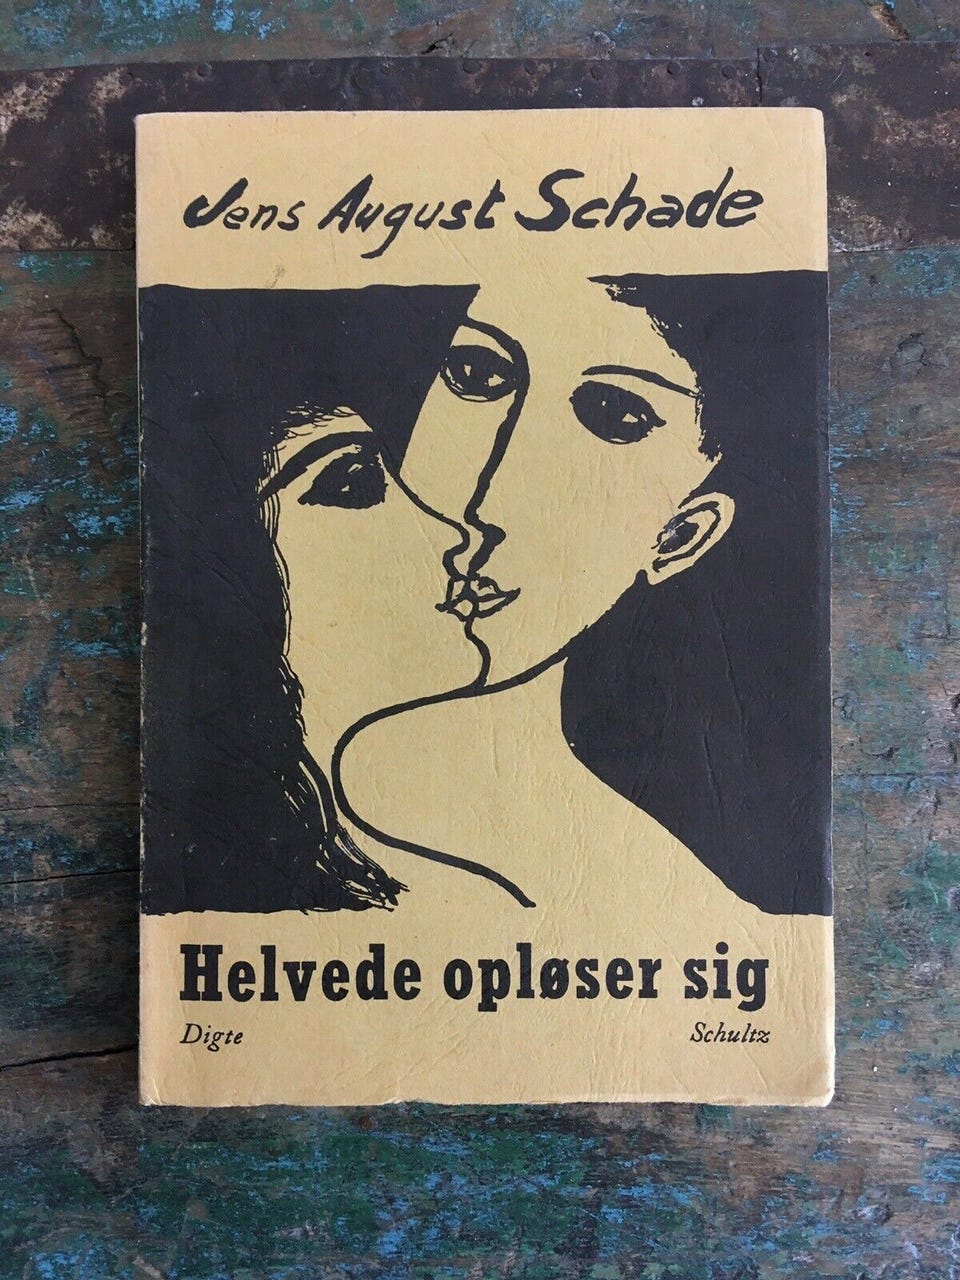 Jens August Schade
Helvede opløser sig
Digte Schultz